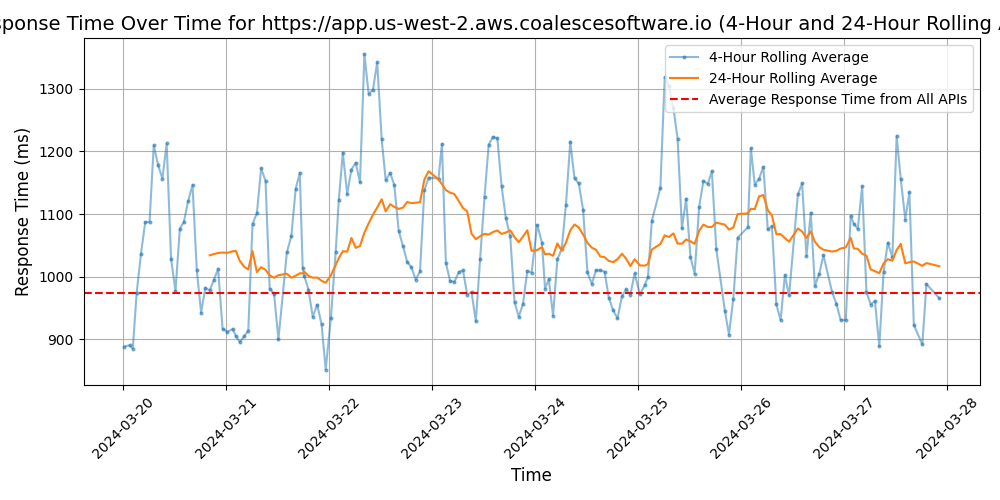 sponse Time Over Time for https://app.us-west-2.aws.coalescesoftware.io (4-Hour and 24-Hour Rolling
4-Hour Rolling Average
24-Hour Rolling Average
Average Response Time from All APIs
Response Time (ms)
1300
1200
1100
1000
900
2024-03-20
2024-03-21
2024-03-22
2024-03-23
2024-03-24
2024-03-25
2024-03-26
2024-03-27
2024-03-28
Time